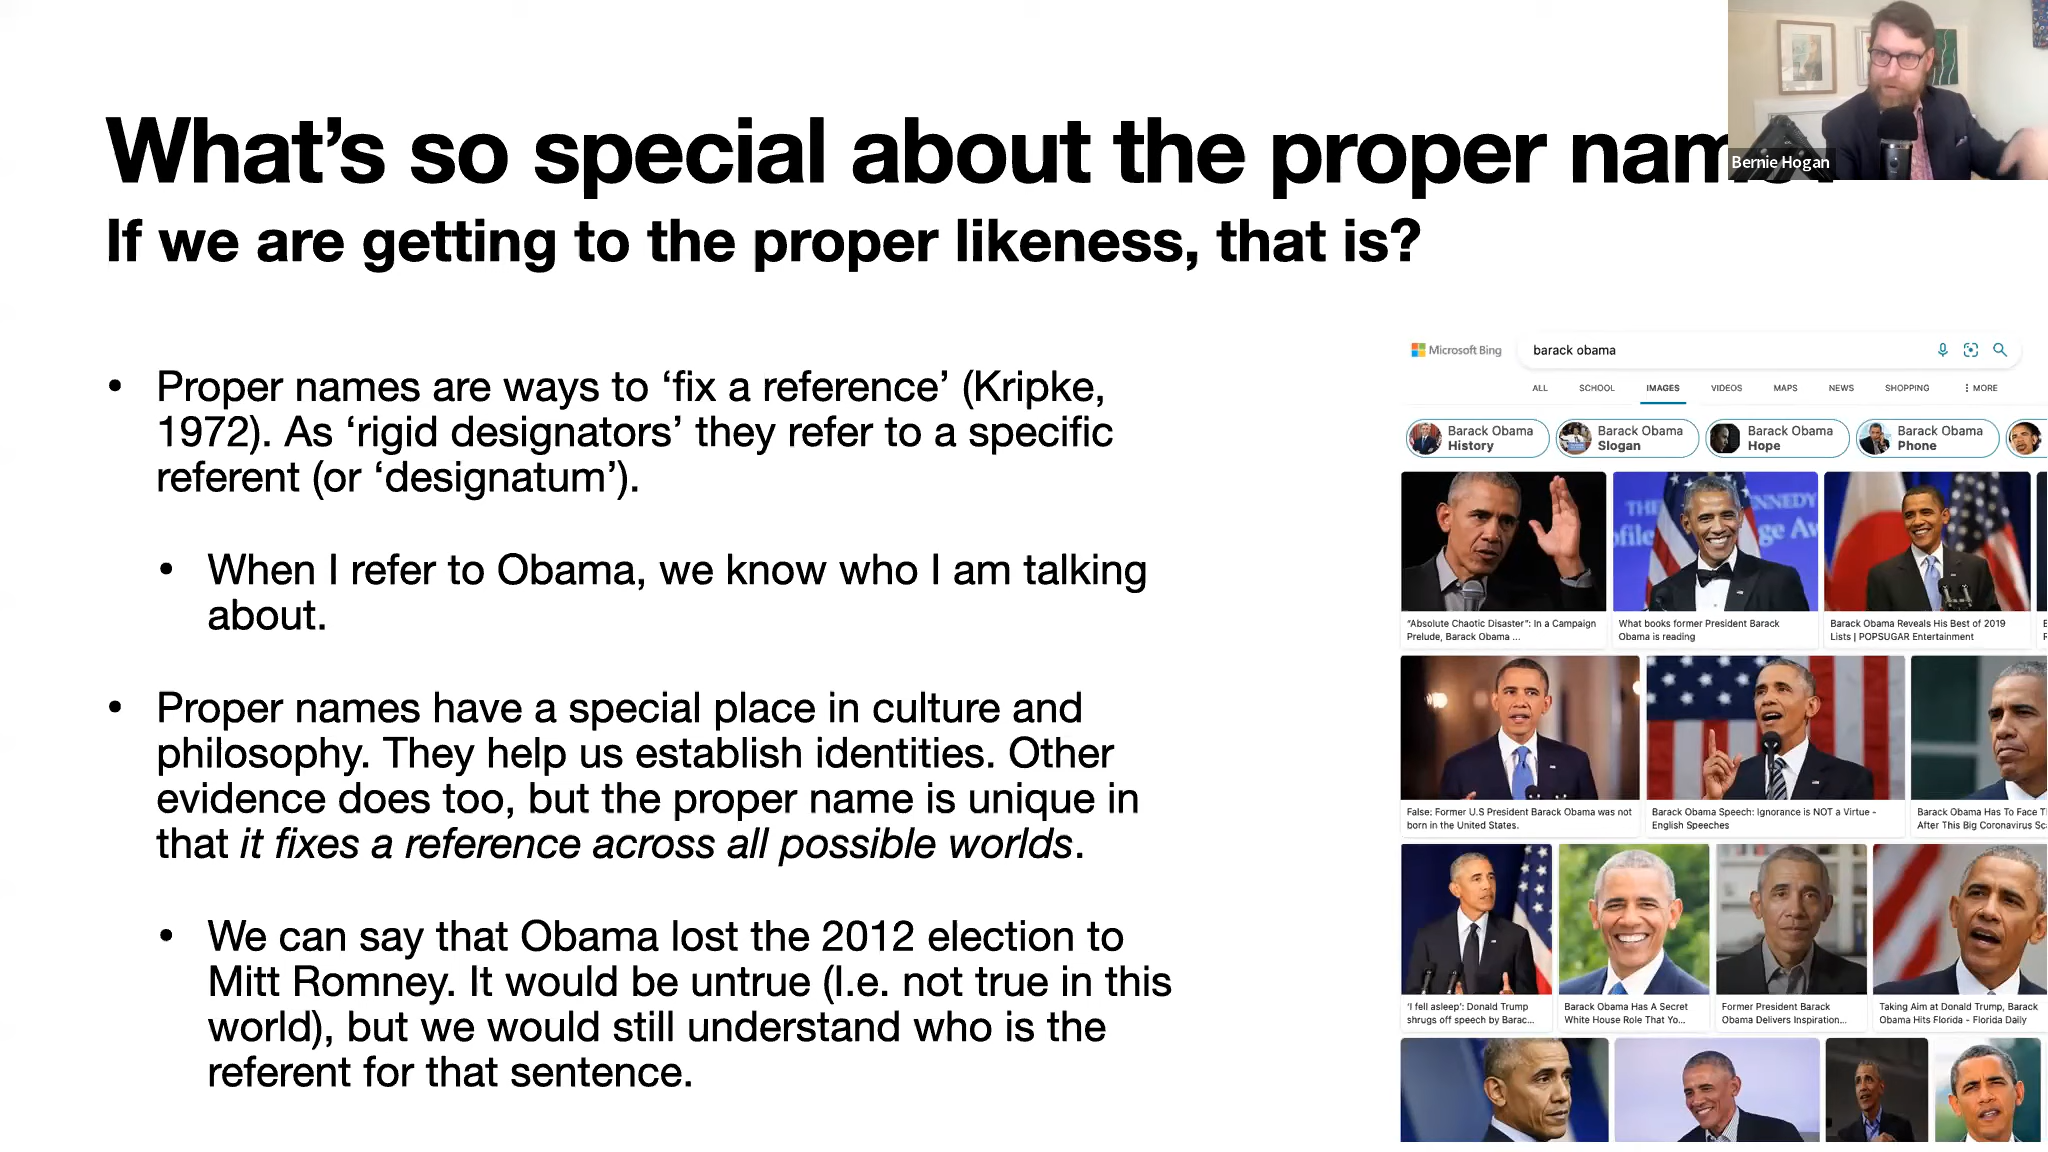 What's so special about the proper nam
Bernie Hogan
If we are getting to the proper likeness, that is?
• Proper names are ways to ‘fix a reference’ (Kripke,
1972). As ‘rigid designators’ they refer to a specific
referent (or ‘designatum’).
• When I refer to Obama, we know who I am talking
about.
• Proper names have a special place in culture and
philosophy. They help us establish identities. Other
evidence does too, but the proper name is unique in
that it fixes a reference across all possible worlds.
• We can say that Obama lost the 2012 election to
Mitt Romney. It would be untrue (I.e. not true in this
world), but we would still understand who is the
referent for that sentence.
Microsoft Bing
barack obama
ALL SCHOOL IMAGES VIDEOS MAPS NEWS SHOPPING MORE
Barack Obama
History
Barack Obama
Slogan
Barack Obama
Hope
Barack Obama
Phone
"Absolute Chaotic Disaster": In a Campaign
Prelude, Barack Obama ...
What books former President Barack
Obama is reading
Barack Obama Reveals His Best of 2019
Lists | POPSUGAR Entertainment
False: Former U.S President Barack Obama was not
born in the United States.
Barack Obama Speech: Ignorance is NOT a Virtue -
English Speeches
Barack Obama Has To Face
After This Big Coronavirus
'I fell asleep': Donald Trump
shrugs off speech by Barac...
Barack Obama Has A Secret
White House Role That Yo...
Former President Barack
Obama Delivers Inspiration...
Taking Aim at Donald Trump, Barack
Obama Hits Florida - Florida Daily